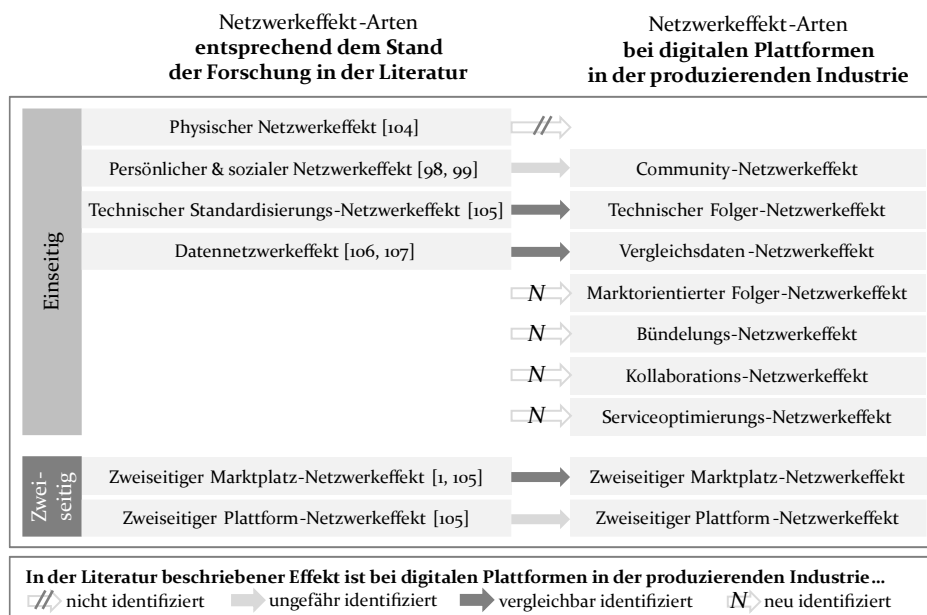 Netzwerkeffekt-Arten
entsprechend dem Stand
der Forschung in der Literatur
Netzwerkeffekt-Arten
bei digitalen Plattformen
in der produzierenden Industrie
Einseitig
Physischer Netzwerkeffekt [104]
Persönlicher & sozialer Netzwerkeffekt [98, 99] Community-Netzwerkeffekt
Technischer Standardisierungs-Netzwerkeffekt [105] Technischer Folger-Netzwerkeffekt
Datennetzwerkeffekt [106, 107] Vergleichsdaten-Netzwerkeffekt
N Marktorientierter Folger-Netzwerkeffekt
N Bündelungs-Netzwerkeffekt
N Kollaborations-Netzwerkeffekt
N Serviceoptimierungs-Netzwerkeffekt
Zwei-
seitig
Zweiseitiger Marktplatz-Netzwerkeffekt [1, 105] Zweiseitiger Marktplatz-Netzwerkeffekt
Zweiseitiger Plattform-Netzwerkeffekt [105] Zweiseitiger Plattform-Netzwerkeffekt
In der Literatur beschriebener Effekt ist bei digitalen Plattformen in der produzierenden Industrie...
nicht identifiziert ungefähr identifiziert vergleichbar identifiziert N neu identifiziert